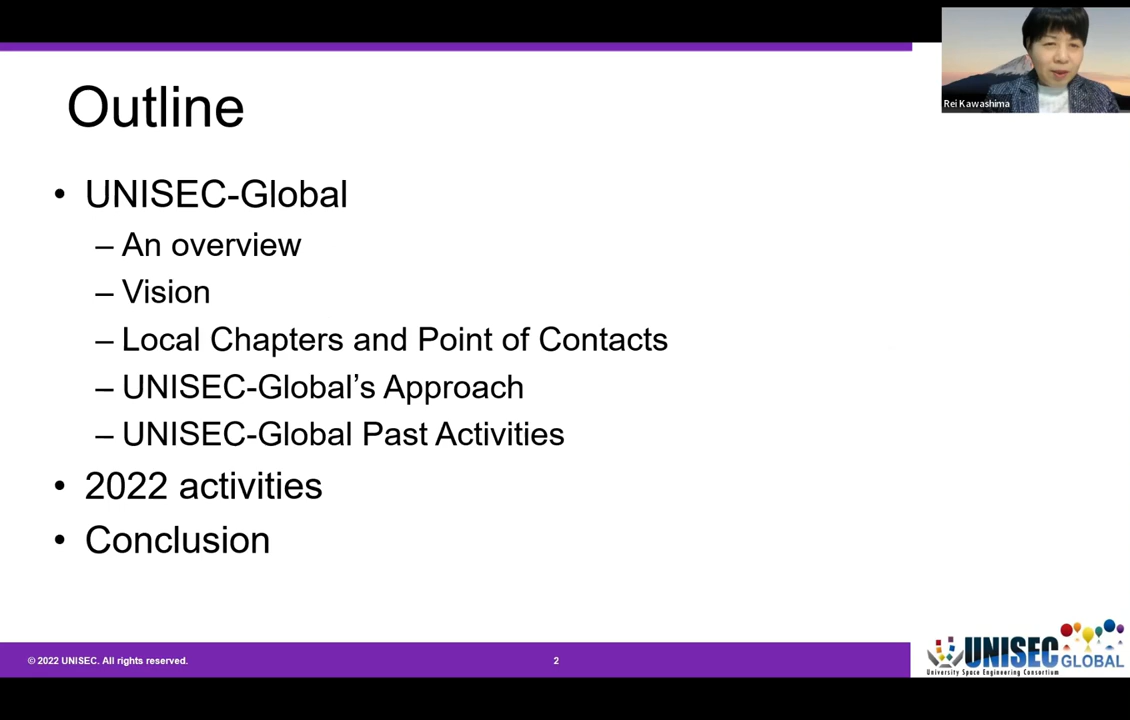 Rei Kawashima
Outline
• UNISEC-Global
– An overview
– Vision
– Local Chapters and Point of Contacts
– UNISEC-Global’s Approach
– UNISEC-Global Past Activities
• 2022 activities
• Conclusion
© 2022 UNISEC. All rights reserved.
2
UNISEC GLOBAL
University Space Engineering Consortium